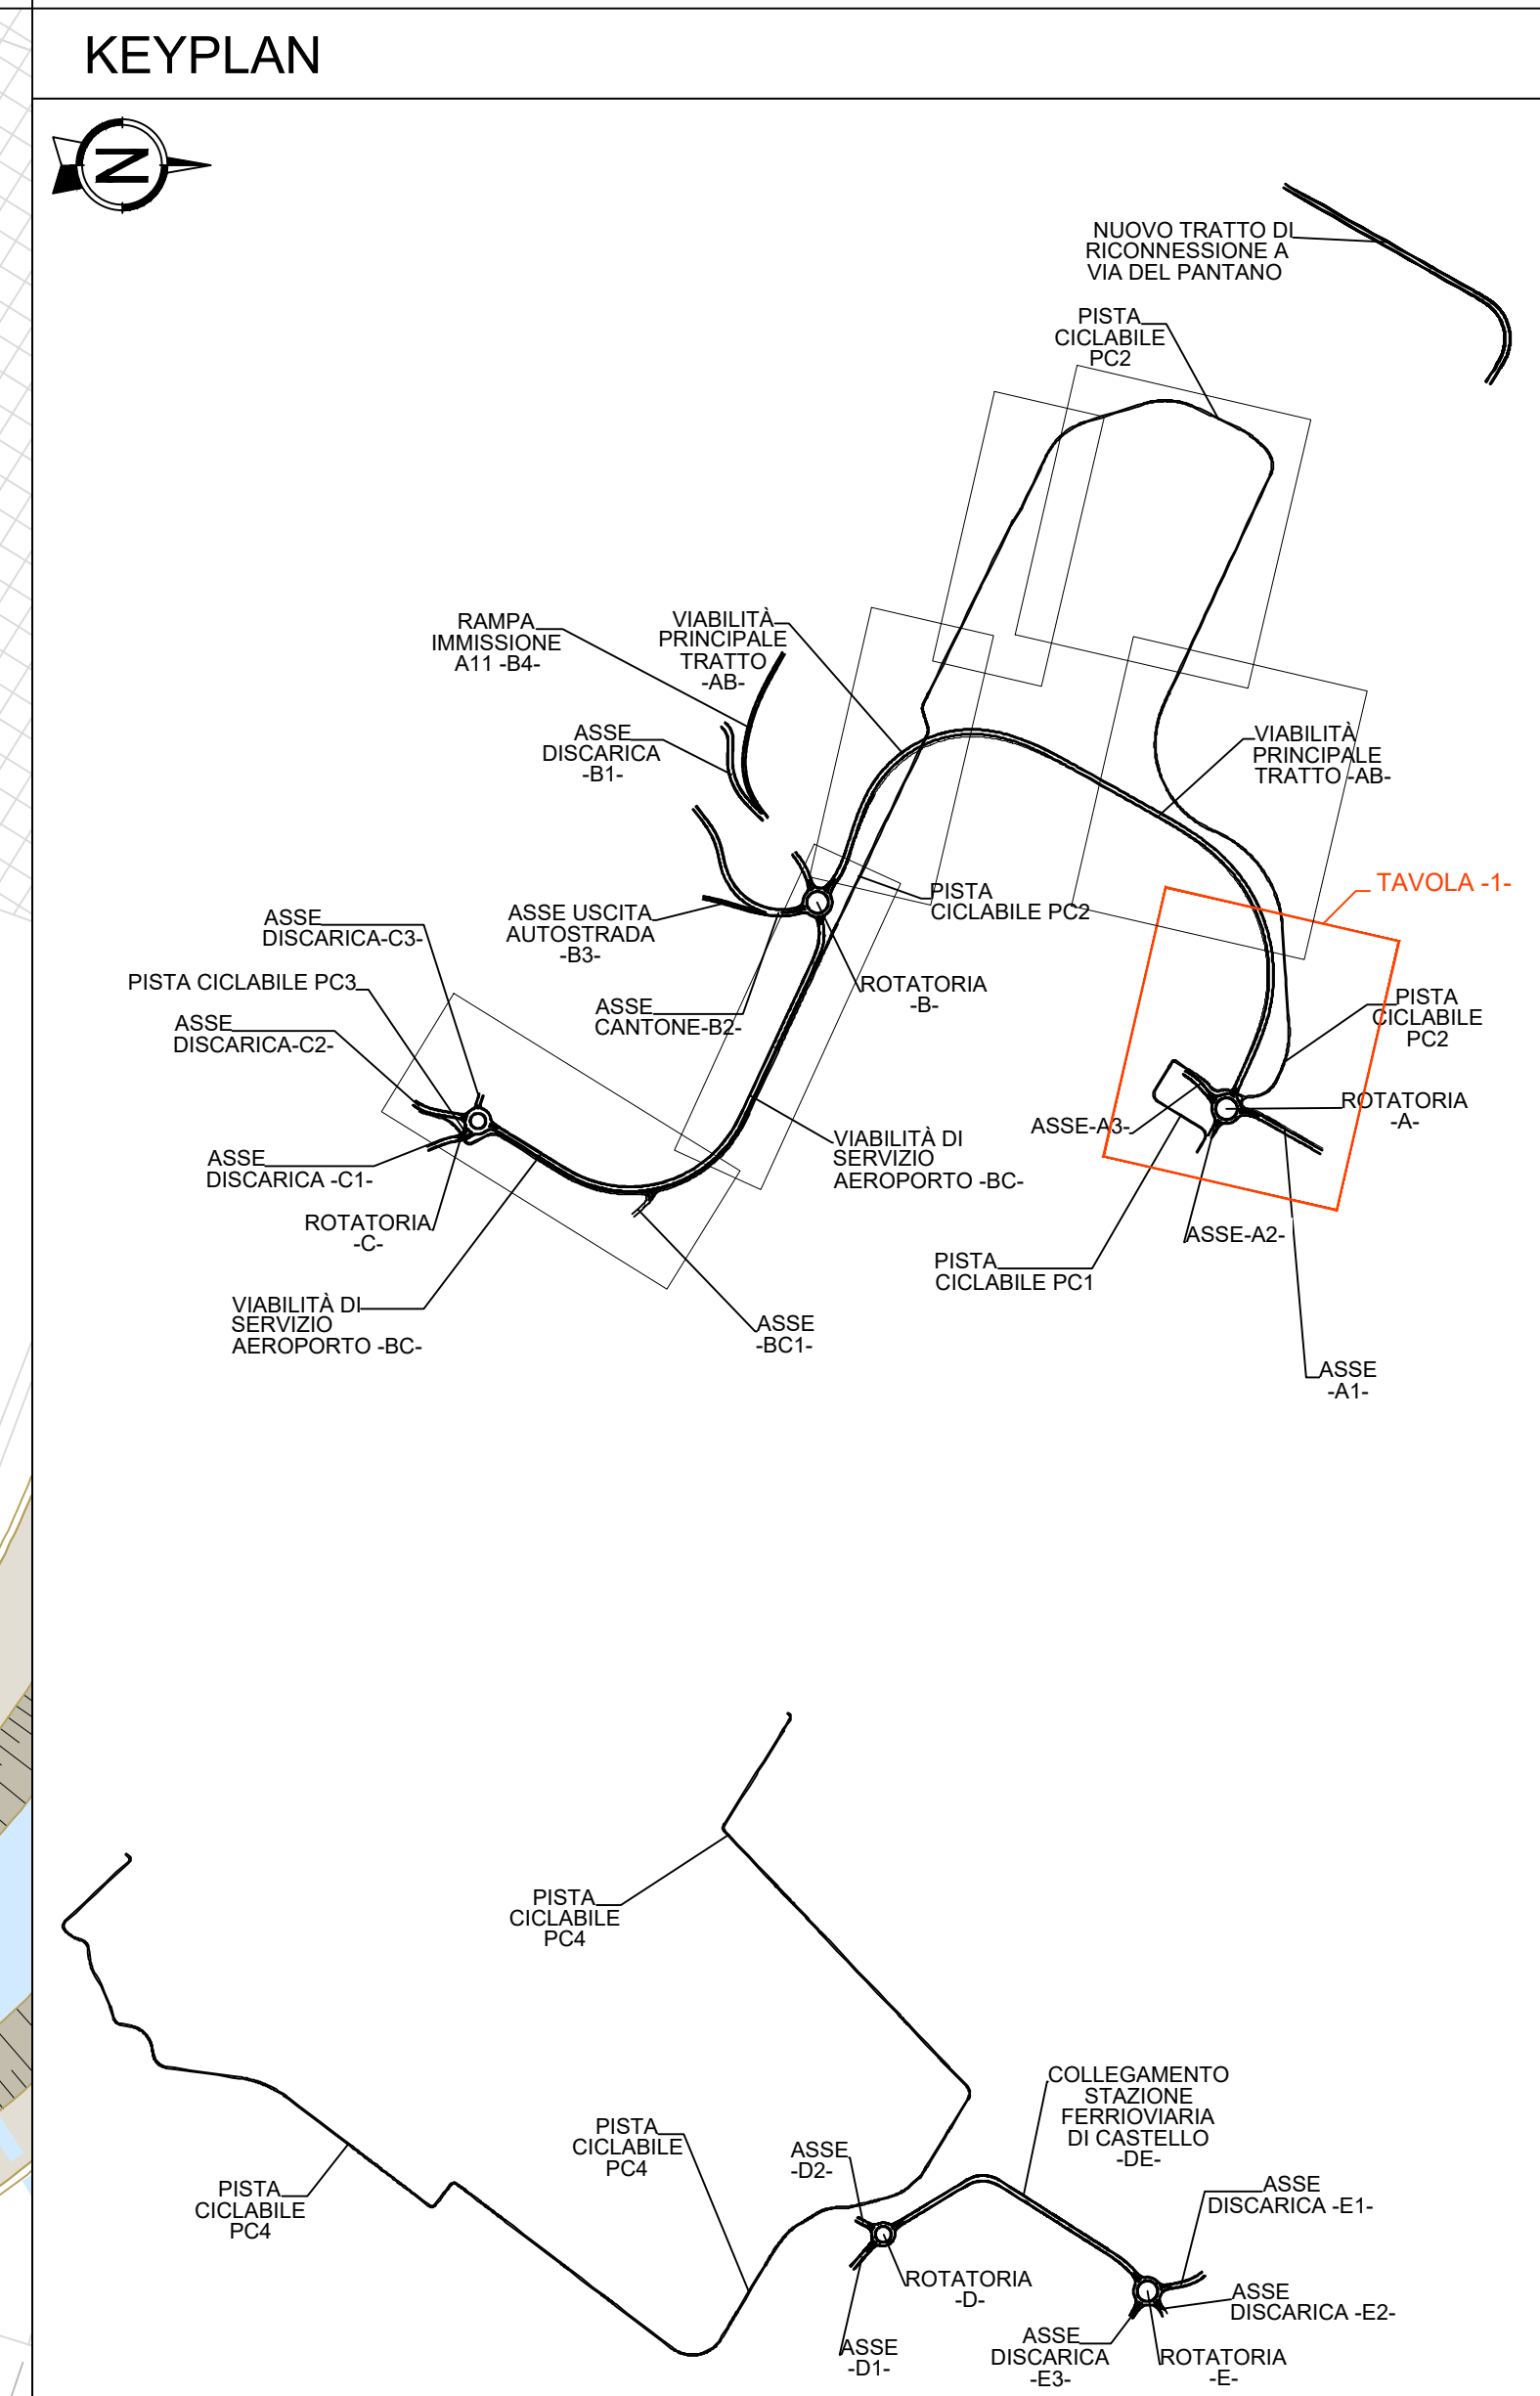 KEYPLAN
N
NUOVO TRATTO DI
RICONNESSIONE A
VIA DEL PANTANO
PISTA
CICLABILE
PC2
RAMPA
IMMISSIONE
A11 -B4-
VIABILITÀ
PRINCIPALE
TRATTO
-AB-
ASSE
DISCARICA
-B1-
VIABILITÀ
PRINCIPALE
TRATTO -AB-
TAVOLA -1-
PISTA
CICLABILE PC2
ASSE USCITA
AUTOSTRADA
-B3-
ASSE
DISCARICA-C3-
PISTA CICLABILE PC3
ROTATORIA
-B-
ASSE
CANTONE-B2-
PISTA
CICLABILE
PC2
ASSE
DISCARICA-C2-
ROTATORIA
-A-
ASSE-A3-
VIABILITÀ DI
SERVIZIO
AEROPORTO -BC-
ASSE
DISCARICA -C1-
ROTATORIA
-C-
ASSE-A2-
PISTA
CICLABILE PC1
VIABILITÀ DI
SERVIZIO
AEROPORTO -BC-
ASSE
-BC1-
ASSE
-A1-
PISTA
CICLABILE
PC4
COLLEGAMENTO
STAZIONE
FERRIOVIARIA
DI CASTELLO
-DE-
PISTA
CICLABILE
PC4
ASSE
-D2-
PISTA
CICLABILE
PC4
ASSE
DISCARICA -E1-
ROTATORIA
-D-
ASSE
DISCARICA -E2-
ASSE
-D1-
ASSE
DISCARICA
-E3-
ROTATORIA
-E-